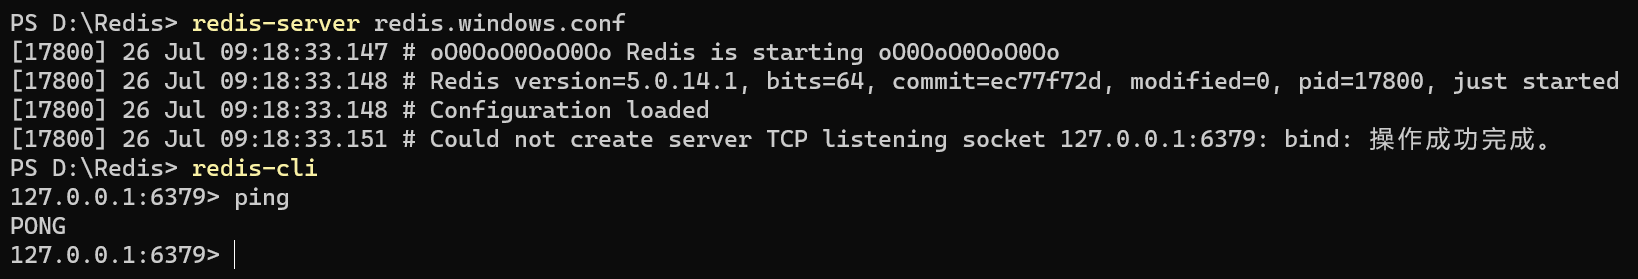 PS D:\Redis> redis-server redis.windows.conf
[17800] 26 Jul 09:18:33.147 # oO0OoO0OoO0Oo Redis is starting oO0OoO0OoO0Oo
[17800] 26 Jul 09:18:33.148 # Redis version=5.0.14.1, bits=64, commit=ec77f72d, modified=0, pid=17800, just started
[17800] 26 Jul 09:18:33.148 # Configuration loaded
[17800] 26 Jul 09:18:33.151 # Could not create server TCP listening socket 127.0.0.1:6379: bind: 操作成功完成。
PS D:\Redis> redis-cli
127.0.0.1:6379> ping
PONG
127.0.0.1:6379>